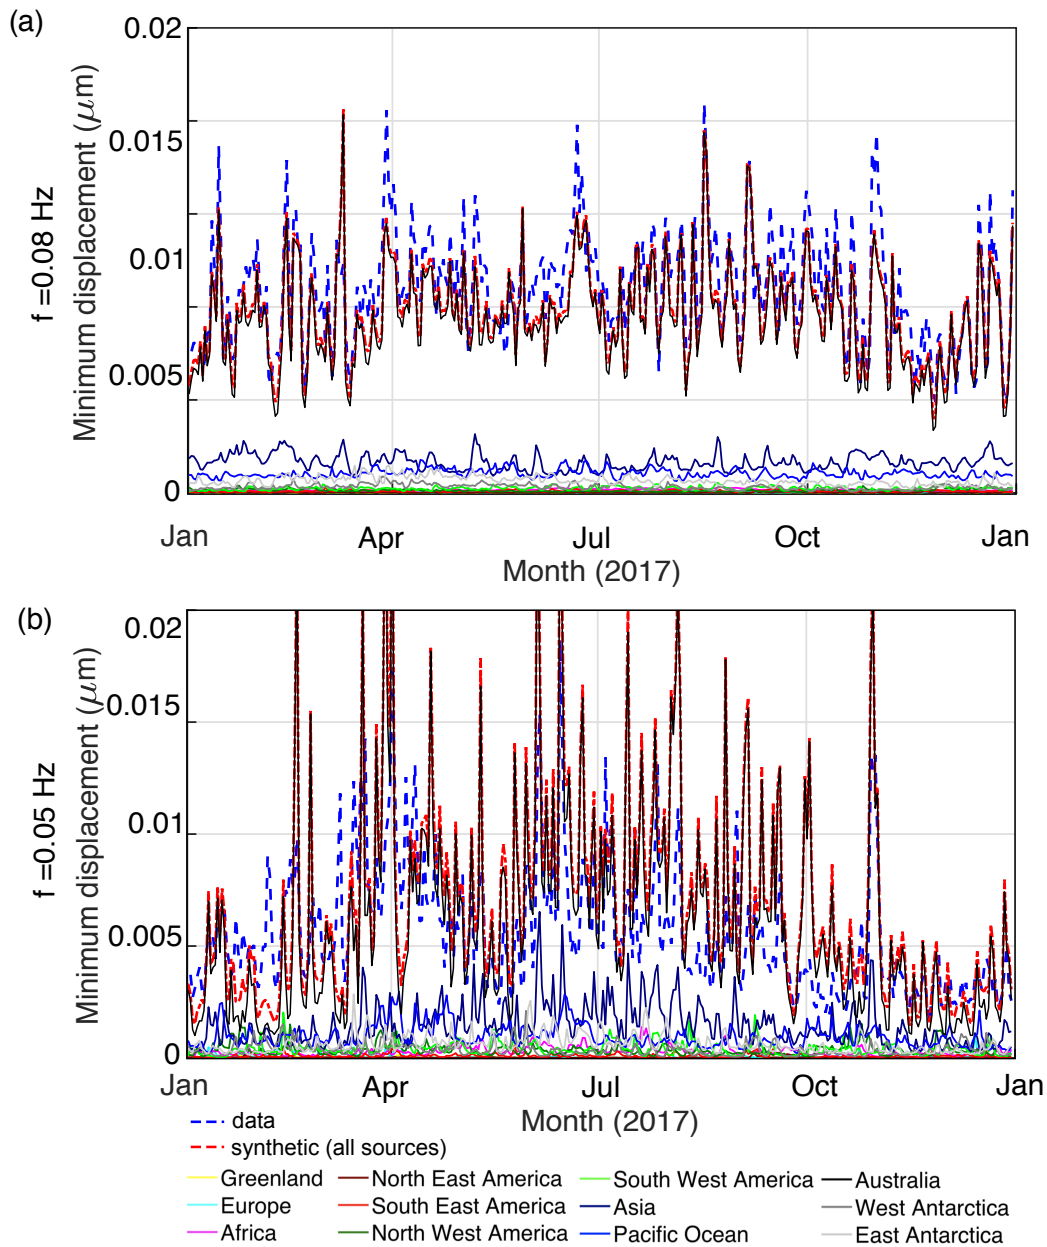 (a)
0.02
0.015
0.01
0.005
0
f =0.08 Hz
Minimum displacement (μm)
Jan Apr Jul Oct Jan
Month (2017)
(b)
0.02
0.015
0.01
0.005
0
f =0.05 Hz
Minimum displacement (μm)
Jan Apr Jul Oct Jan
Month (2017)
data
synthetic (all sources)
Greenland North East America South West America Australia
Europe South East America Asia West Antarctica
Africa North West America Pacific Ocean East Antarctica